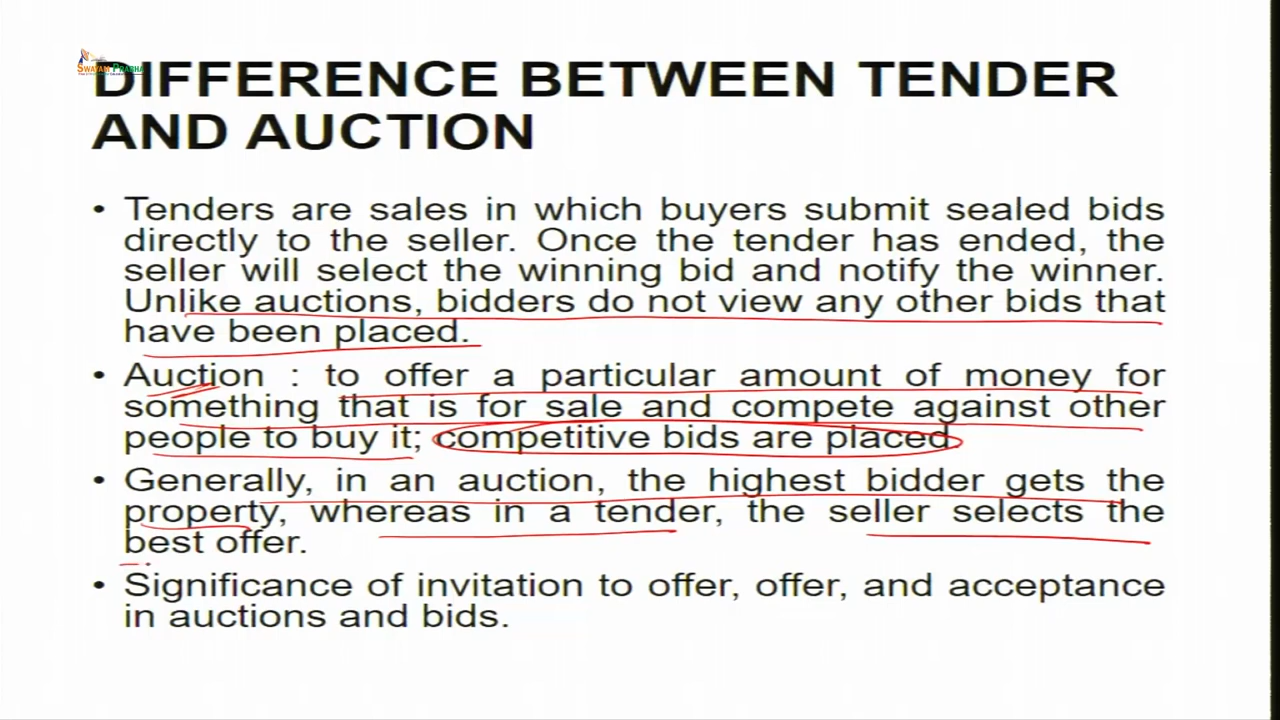 SWAYAM PRABHA
DIFFERENCE BETWEEN TENDER
AND AUCTION
• Tenders are sales in which buyers submit sealed bids
directly to the seller. Once the tender has ended, the
seller will select the winning bid and notify the winner.
Unlike auctions, bidders do not view any other bids that
have been placed.
• Auction : to offer a particular amount of money for
something that is for sale and compete against other
people to buy it; competitive bids are placed
• Generally, in an auction, the highest bidder gets the
property, whereas in a tender, the seller selects the
best offer.
• Significance of invitation to offer, offer, and acceptance
in auctions and bids.